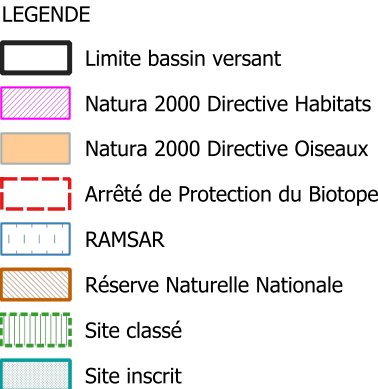 LEGENDE
Limite bassin versant
Natura 2000 Directive Habitats
Natura 2000 Directive Oiseaux
Arrêté de Protection du Biotope
RAMSAR
Réserve Naturelle Nationale
Site classé
Site inscrit